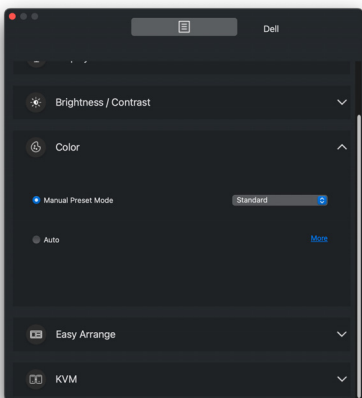 Dell
Brightness / Contrast
Color
Manual Preset Mode
Standard
Auto
More
Easy Arrange
KVM